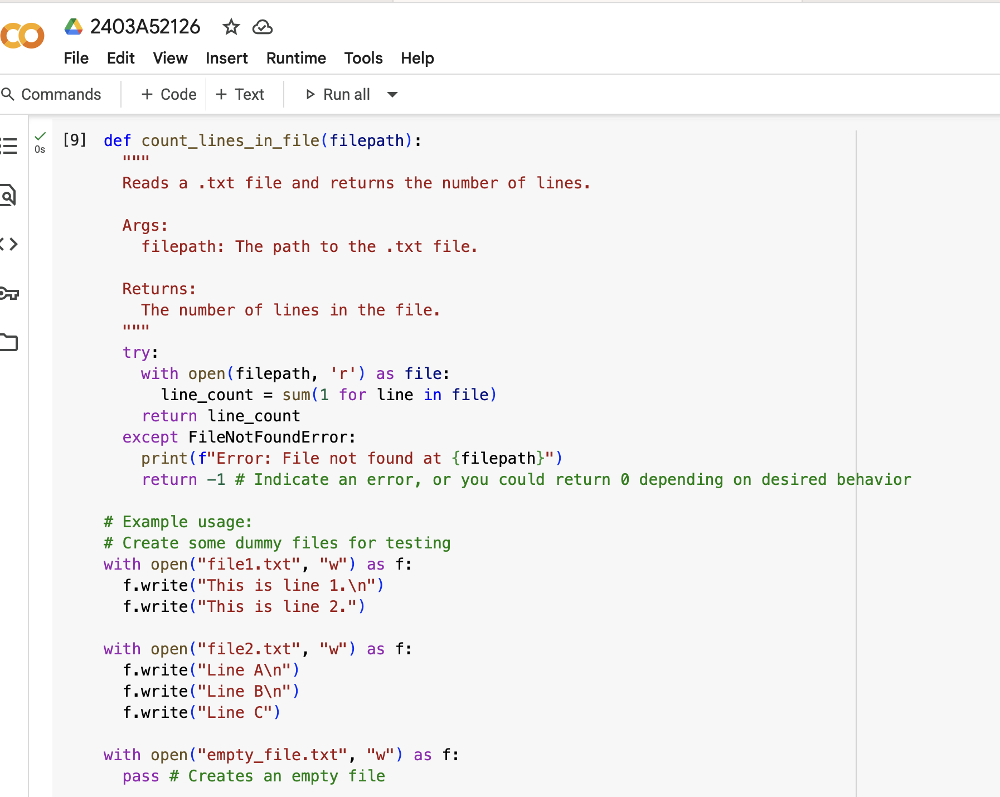 2403A52126
File Edit View Insert Runtime Tools Help
Commands + Code + Text Run all
0s
[9] def count_lines_in_file(filepath):
"""
Reads a .txt file and returns the number of lines.
Args:
filepath: The path to the .txt file.
Returns:
The number of lines in the file.
"""
try:
with open(filepath, 'r') as file:
line_count = sum(1 for line in file)
return line_count
except FileNotFoundError:
print(f"Error: File not found at {filepath}")
return -1 # Indicate an error, or you could return 0 depending on desired behavior
# Example usage:
# Create some dummy files for testing
with open("file1.txt", "w") as f:
f.write("This is line 1.\n")
f.write("This is line 2.")
with open("file2.txt", "w") as f:
f.write("Line A\n")
f.write("Line B\n")
f.write("Line C")
with open("empty_file.txt", "w") as f:
pass # Creates an empty file